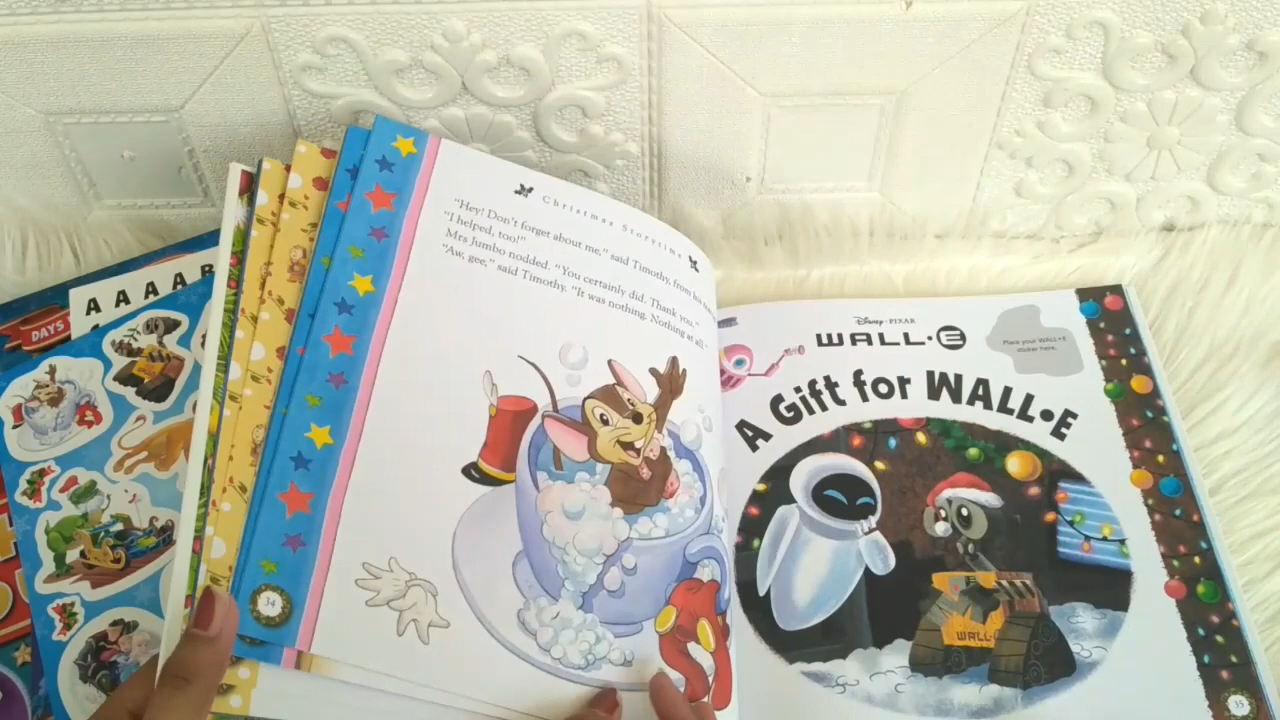 Christmas Storytime
"Hey! Don't forget about me," said Timothy, from his
"I helped, too!"
Mrs Jumbo nodded. "You certainly did. Thank you."
"Aw, gee," said Timothy. "It was nothing. Nothing at all."
34
DAYS
A A A A
Disney · PIXAR
WALL·E
Place your WALL•E
sticker here.
A Gift for WALL•E
WALL·
35